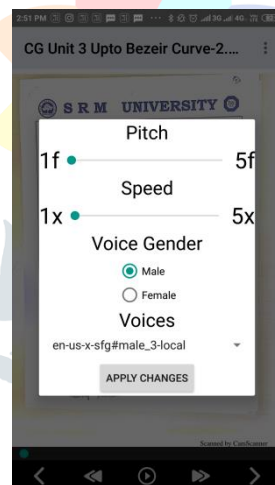 2:51 PM
CG Unit 3 Upto Bezeir Curve-2....
S R M UNIVERSITY
Pitch
1f 5f
Speed
1x 5x
Voice Gender
Male
Female
Voices
en-us-x-sfg#male_3-local
APPLY CHANGES
Scanned by CamScanner